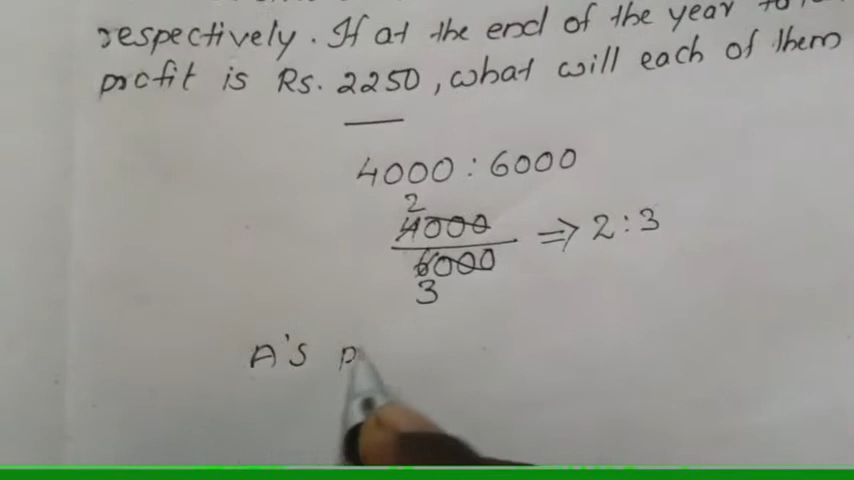 respectively. If at the end of the year
profit is Rs. 2250, what will each of them
4000 : 6000
2
4000
6000
3
⇒ 2 : 3
A's P